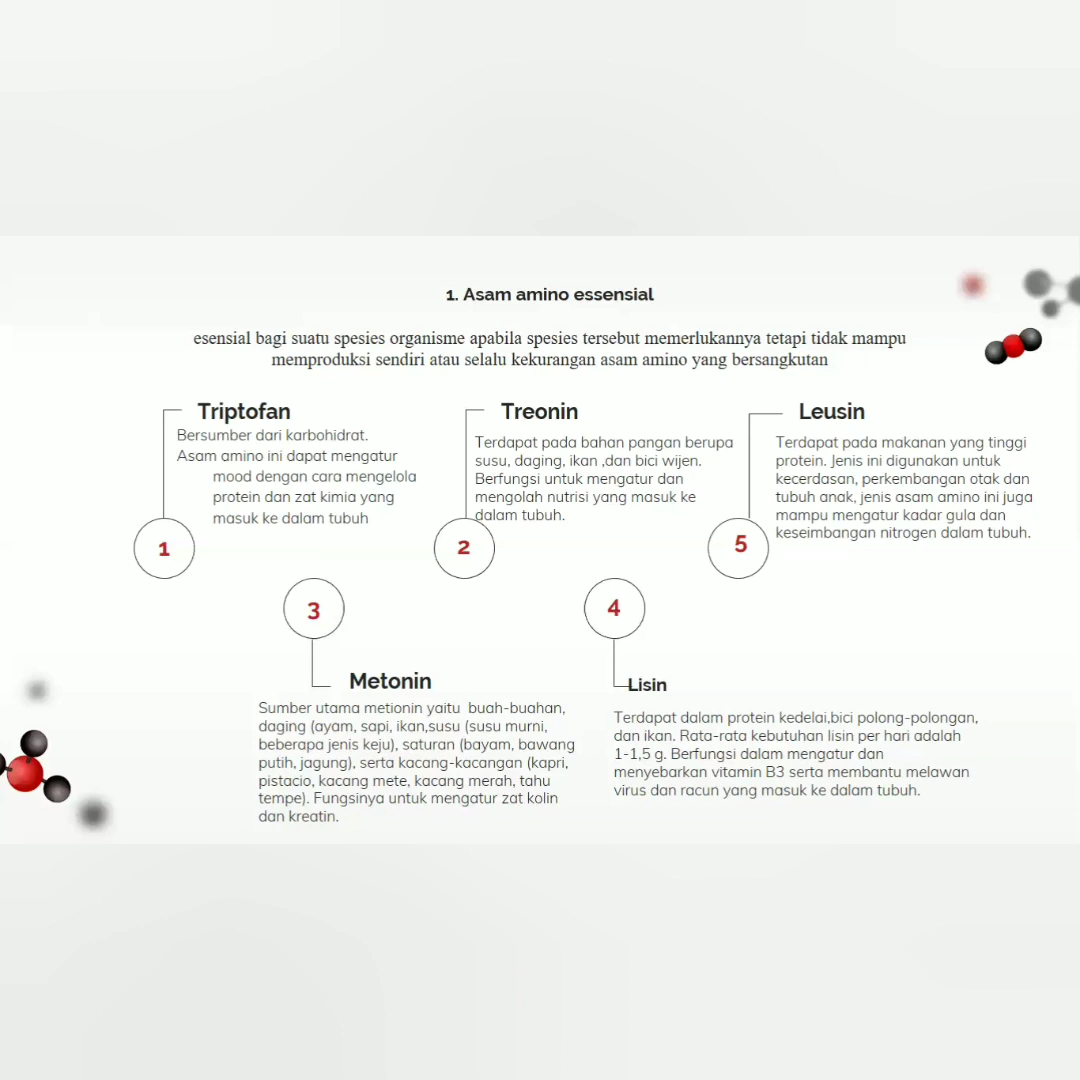 1. Asam amino essensial
esensial bagi suatu spesies organisme apabila spesies tersebut memerlukannya tetapi tidak mampu
memproduksi sendiri atau selalu kekurangan asam amino yang bersangkutan
Triptofan
Bersumber dari karbohidrat.
Asam amino ini dapat mengatur
mood dengan cara mengelola
protein dan zat kimia yang
masuk ke dalam tubuh
1
Treonin
Terdapat pada bahan pangan berupa
susu, daging, ikan ,dan bici wijen.
Berfungsi untuk mengatur dan
mengolah nutrisi yang masuk ke
dalam tubuh.
2
Leusin
Terdapat pada makanan yang tinggi
protein. Jenis ini digunakan untuk
kecerdasan, perkembangan otak dan
tubuh anak, jenis asam amino ini juga
mampu mengatur kadar gula dan
keseimbangan nitrogen dalam tubuh.
5
3
Metonin
Sumber utama metionin yaitu  buah-buahan,
daging (ayam, sapi, ikan,susu (susu murni,
beberapa jenis keju), saturan (bayam, bawang
putih, jagung), serta kacang-kacangan (kapri,
pistacio, kacang mete, kacang merah, tahu
tempe). Fungsinya untuk mengatur zat kolin
dan kreatin.
4
Lisin
Terdapat dalam protein kedelai,bici polong-polongan,
dan ikan. Rata-rata kebutuhan lisin per hari adalah
1-1,5 g. Berfungsi dalam mengatur dan
menyebarkan vitamin B3 serta membantu melawan
virus dan racun yang masuk ke dalam tubuh.